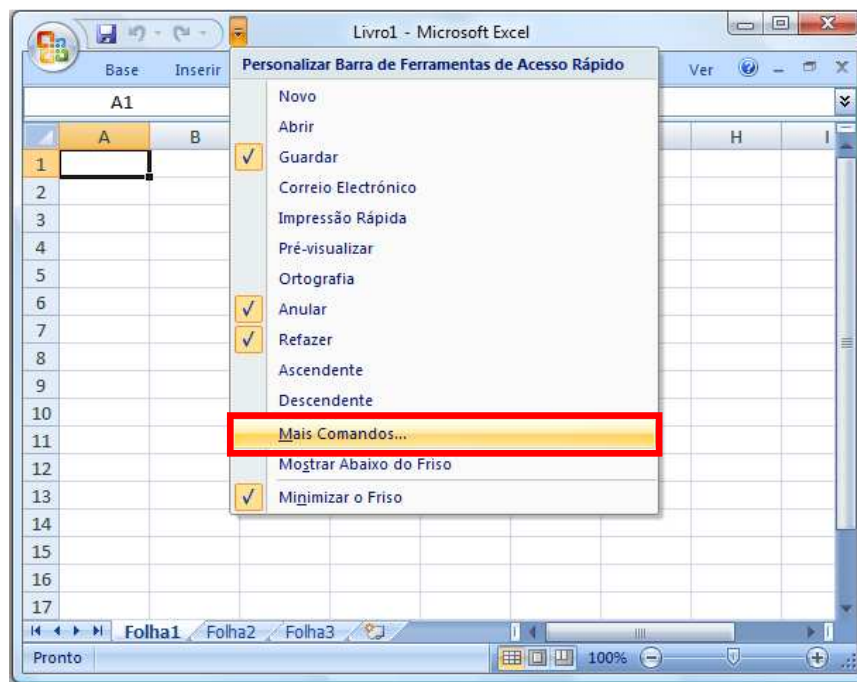 Livro1 - Microsoft Excel
Base Inserir Ver
Personalizar Barra de Ferramentas de Acesso Rápido
A1
Novo
Abrir
Guardar
Correio Electrónico
Impressão Rápida
Pré-visualizar
Ortografia
Anular
Refazer
Ascendente
Descendente
Mais Comandos...
Mostrar Abaixo do Friso
Minimizar o Friso
A B H I
1
2
3
4
5
6
7
8
9
10
11
12
13
14
15
16
17
Folha1 Folha2 Folha3
Pronto 100%